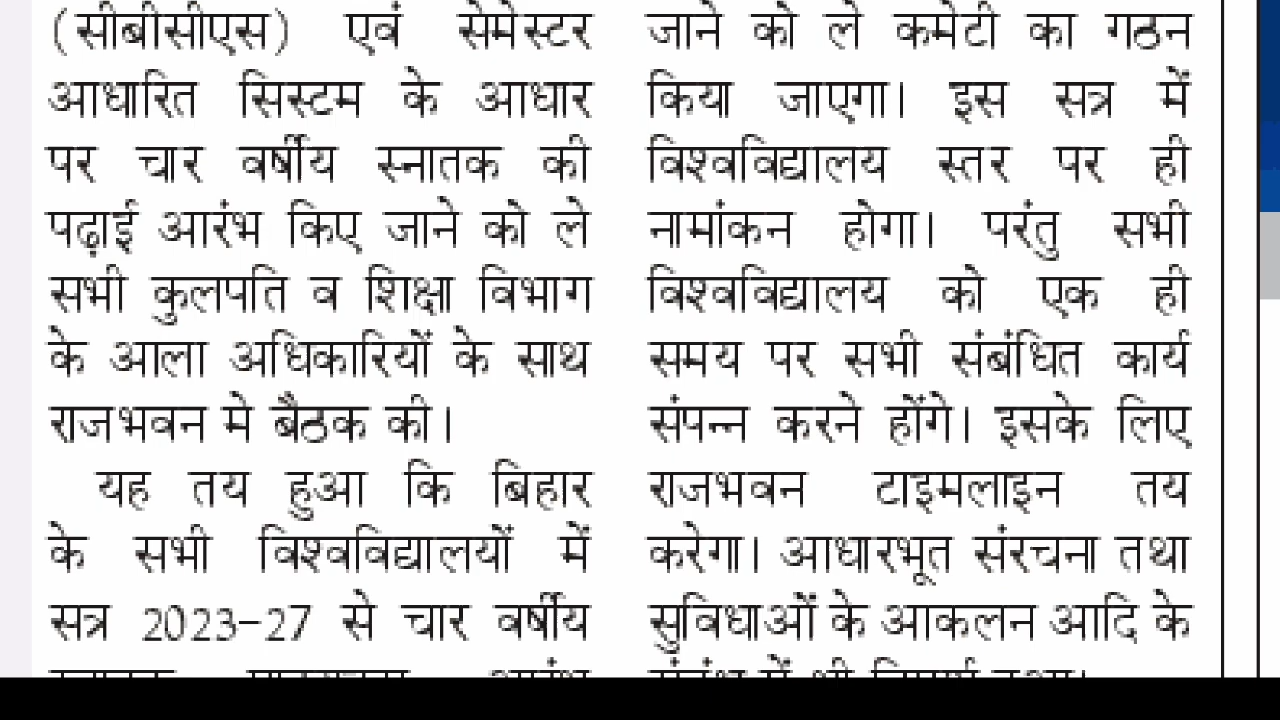 (सीबीसीएस) एवं सेमेस्टर
आधारित सिस्टम के आधार
पर चार वर्षीय स्नातक की
पढ़ाई आरंभ किए जाने को ले
सभी कुलपति व शिक्षा विभाग
के आला अधिकारियों के साथ
राजभवन मे बैठक की।
यह तय हुआ कि बिहार
के सभी विश्वविद्यालयों में
सत्र 2023-27 से चार वर्षीय
जाने को ले कमेटी का गठन
किया जाएगा। इस सत्र में
विश्वविद्यालय स्तर पर ही
नामांकन होगा। परंतु सभी
विश्वविद्यालय को एक ही
समय पर सभी संबंधित कार्य
संपन्न करने होंगे। इसके लिए
राजभवन टाइमलाइन तय
करेगा। आधारभूत संरचना तथा
सुविधाओं के आकलन आदि के